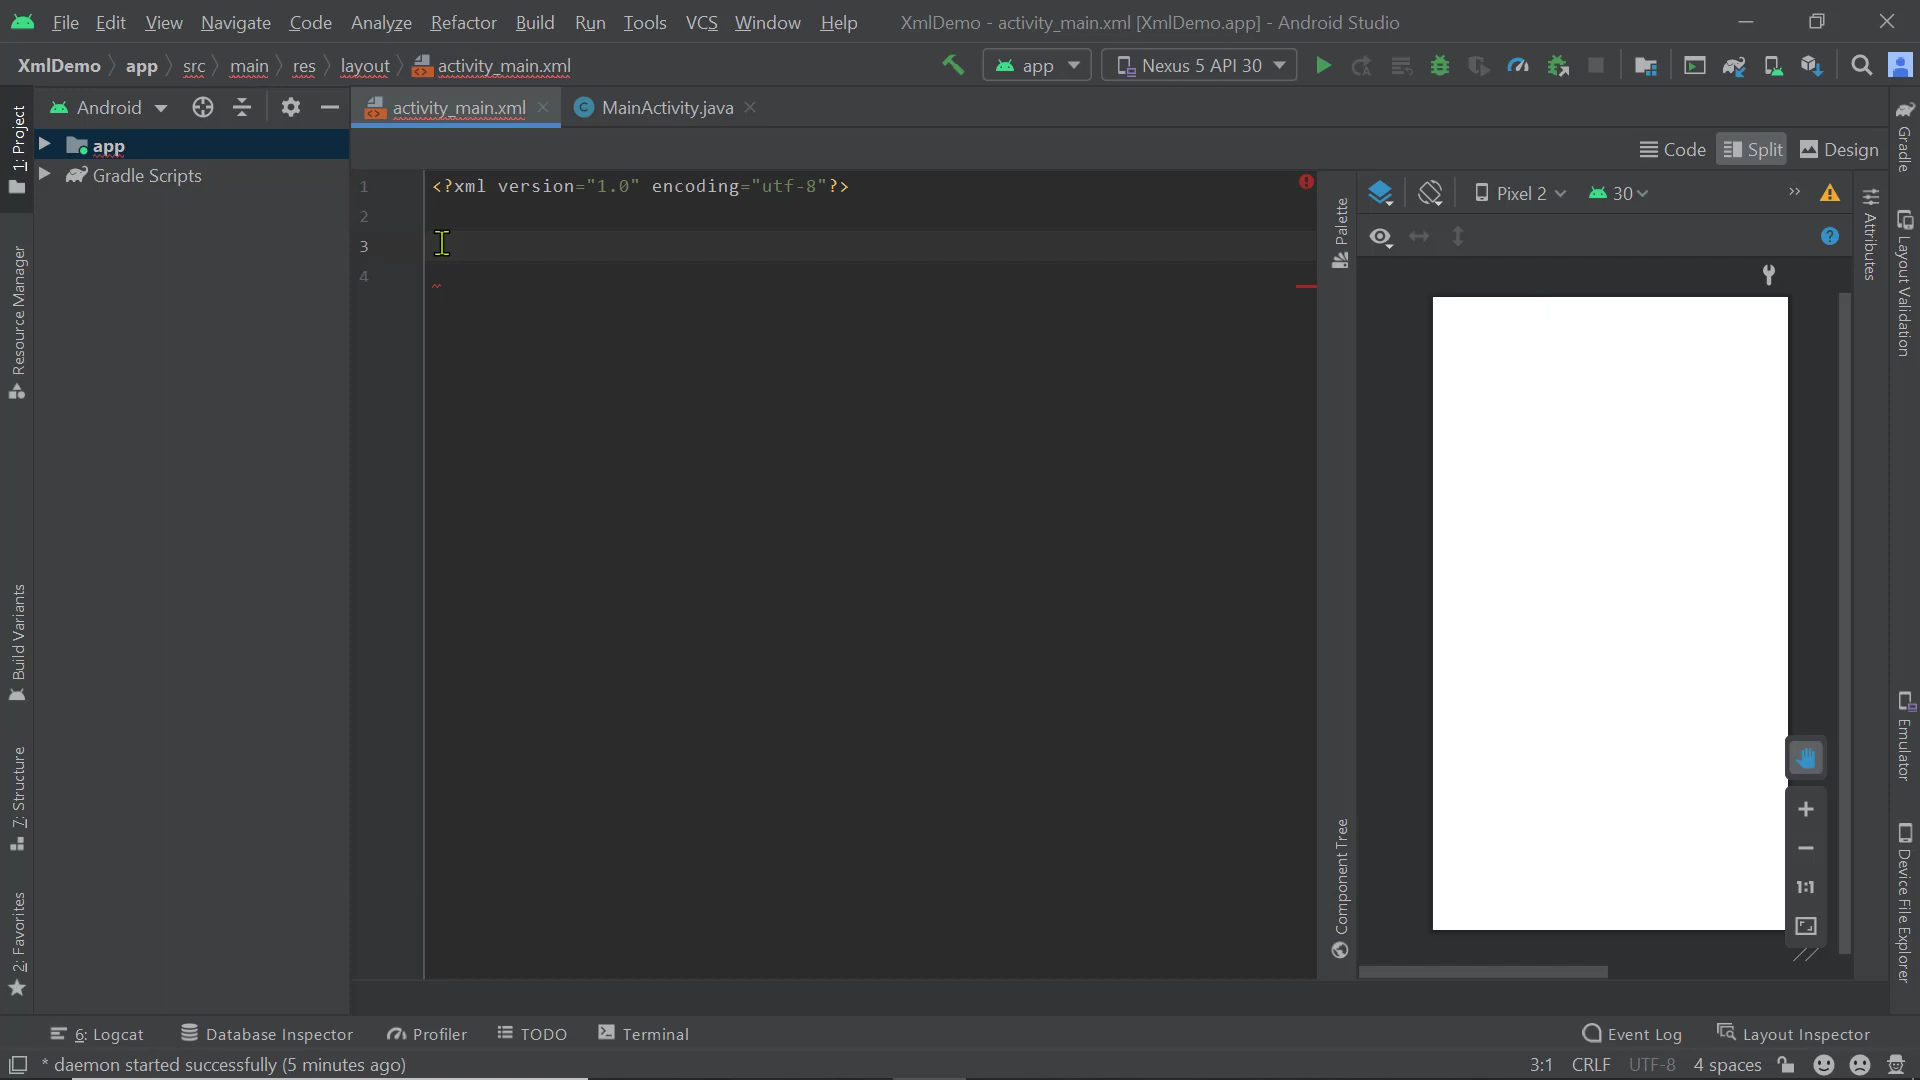 File Edit View Navigate Code Analyze Refactor Build Run Tools VCS Window Help XmlDemo - activity_main.xml [XmlDemo.app] - Android Studio
XmlDemo app src main res layout activity_main.xml app Nexus 5 API 30
Android activity_main.xml MainActivity.java
app
Gradle Scripts
Code Split Design
1 <?xml version="1.0" encoding="utf-8"?>
2
3
4
Pixel 2 30
1: Project
Resource Manager
Build Variants
7: Structure
2: Favorites
Palette
Component Tree
1:1
Attributes
Gradle
Layout Validation
Emulator
Device File Explorer
6: Logcat Database Inspector Profiler TODO Terminal Event Log Layout Inspector
* daemon started successfully (5 minutes ago) 3:1 CRLF UTF-8 4 spaces